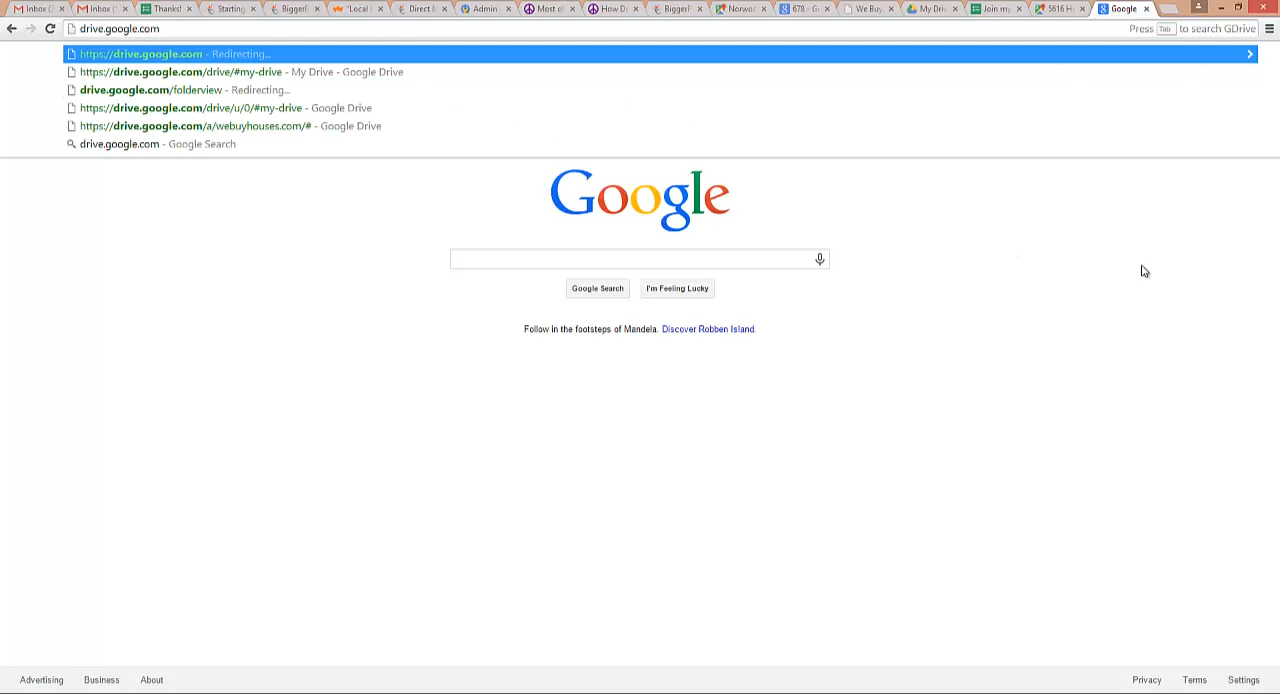 Inbox ( Inbox ( Thanks! Starting BiggerP "Local Direct Admin Most of How D BiggerP Norwoo 678 - G We Buy My Driv Join my 5616 H Google
drive.google.com Press Tab to search GDrive
https://drive.google.com - Redirecting...
https://drive.google.com/drive/#my-drive - My Drive - Google Drive
drive.google.com/folderview - Redirecting...
https://drive.google.com/drive/u/0/#my-drive - Google Drive
https://drive.google.com/a/webuyhouses.com/# - Google Drive
drive.google.com - Google Search
Google
Google Search I'm Feeling Lucky
Follow in the footsteps of Mandela. Discover Robben Island.
Advertising Business About Privacy Terms Settings